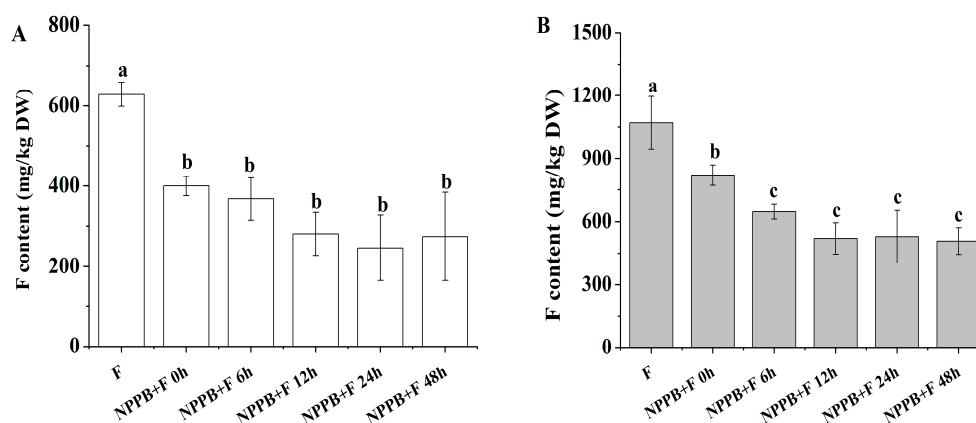 A
F content (mg/kg DW)
800
600
400
200
0
a
b
b
b
b
b
F
NPPB+F 0h
NPPB+F 6h
NPPB+F 12h
NPPB+F 24h
NPPB+F 48h
B
F content (mg/kg DW)
1500
1200
900
600
300
0
a
b
c
c
c
c
F
NPPB+F 0h
NPPB+F 6h
NPPB+F 12h
NPPB+F 24h
NPPB+F 48h